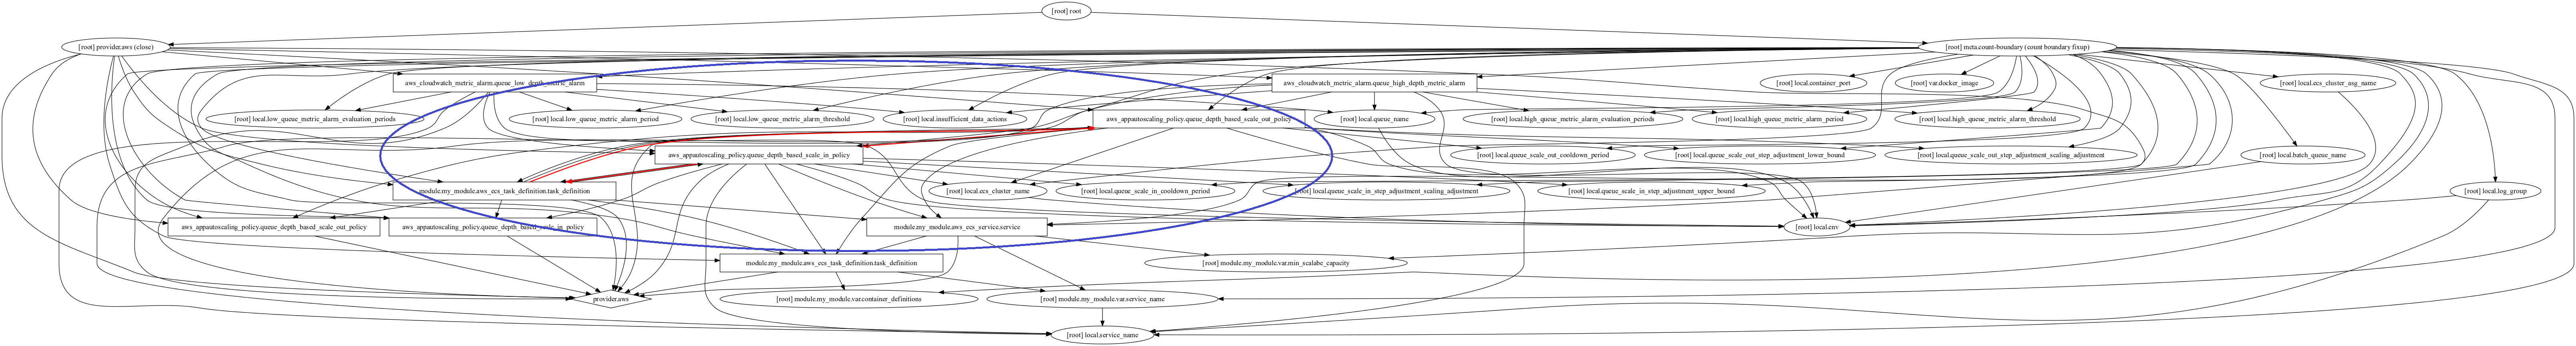 [root] root
[root] provider.aws (close)
[root] meta.count-boundary (count boundary fixup)
aws_cloudwatch_metric_alarm.queue_low_depth_metric_alarm
aws_cloudwatch_metric_alarm.queue_high_depth_metric_alarm
[root] local.container_port
[root] var.docker_image
[root] local.ecs_cluster_asg_name
[root] local.low_queue_metric_alarm_evaluation_periods
[root] local.low_queue_metric_alarm_period
[root] local.low_queue_metric_alarm_threshold
[root] local.insufficient_data_actions
aws_appautoscaling_policy.queue_depth_based_scale_out_policy
[root] local.queue_name
[root] local.high_queue_metric_alarm_evaluation_periods
[root] local.high_queue_metric_alarm_period
[root] local.high_queue_metric_alarm_threshold
aws_appautoscaling_policy.queue_depth_based_scale_in_policy
[root] local.queue_scale_out_cooldown_period
[root] local.queue_scale_out_step_adjustment_lower_bound
[root] local.queue_scale_out_step_adjustment_scaling_adjustment
[root] local.batch_queue_name
module.my_module.aws_ecs_task_definition.task_definition
[root] local.ecs_cluster_name
[root] local.queue_scale_in_cooldown_period
[root] local.queue_scale_in_step_adjustment_scaling_adjustment
[root] local.queue_scale_in_step_adjustment_upper_bound
[root] local.log_group
aws_appautoscaling_policy.queue_depth_based_scale_out_policy
aws_appautoscaling_policy.queue_depth_based_scale_in_policy
module.my_module.aws_ecs_service.service
[root] local.env
module.my_module.aws_ecs_task_definition.task_definition
[root] module.my_module.var.min_scalabe_capacity
provider.aws
[root] module.my_module.var.container_definitions
[root] module.my_module.var.service_name
[root] local.service_name